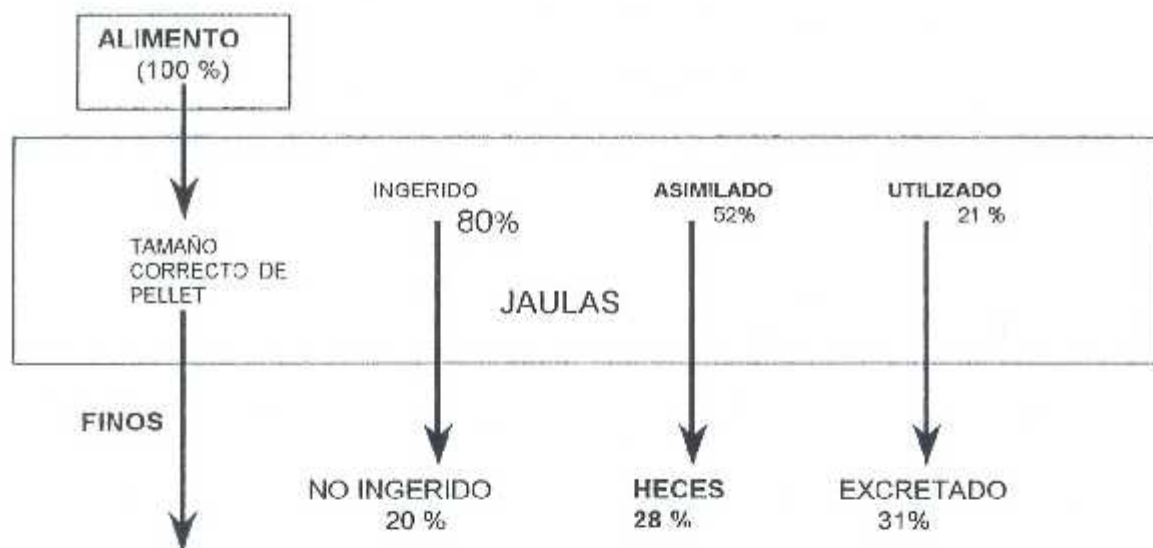 ALIMENTO
(100 %)
INGERIDO
80%
ASIMILADO
52%
UTILIZADO
21 %
TAMAÑO
CORRECTO DE
PELLET
JAULAS
FINOS
NO INGERIDO
20 %
HECES
28 %
EXCRETADO
31%